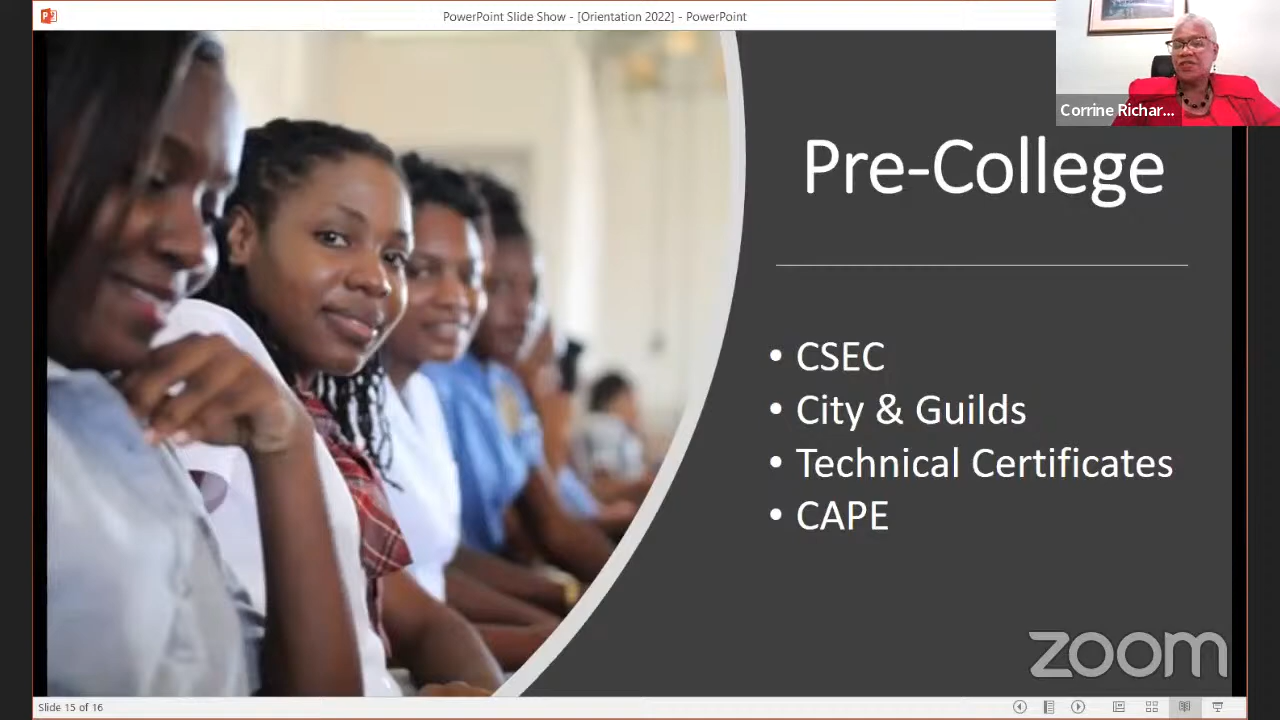 PowerPoint Slide Show - [Orientation 2022] - PowerPoint
Corrine Richar...
Pre-College
• CSEC
• City & Guilds
• Technical Certificates
• CAPE
zoom
Slide 15 of 16